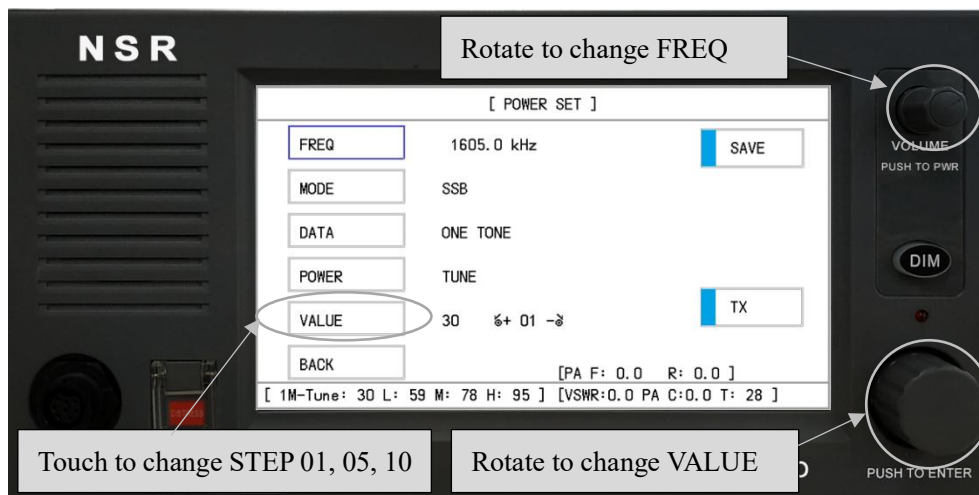 NSR
Rotate to change FREQ
[ POWER SET ]
FREQ 1605.0 kHz SAVE
VOLUME
PUSH TO PWR
MODE SSB
DATA ONE TONE
DIM
POWER TUNE
VALUE 30 + 01 - TX
BACK [PA F: 0.0 R: 0.0 ]
[ 1M-Tune: 30 L: 59 M: 78 H: 95 ] [VSWR:0.0 PA C:0.0 T: 28 ]
DISTRESS
Touch to change STEP 01, 05, 10
Rotate to change VALUE
PUSH TO ENTER